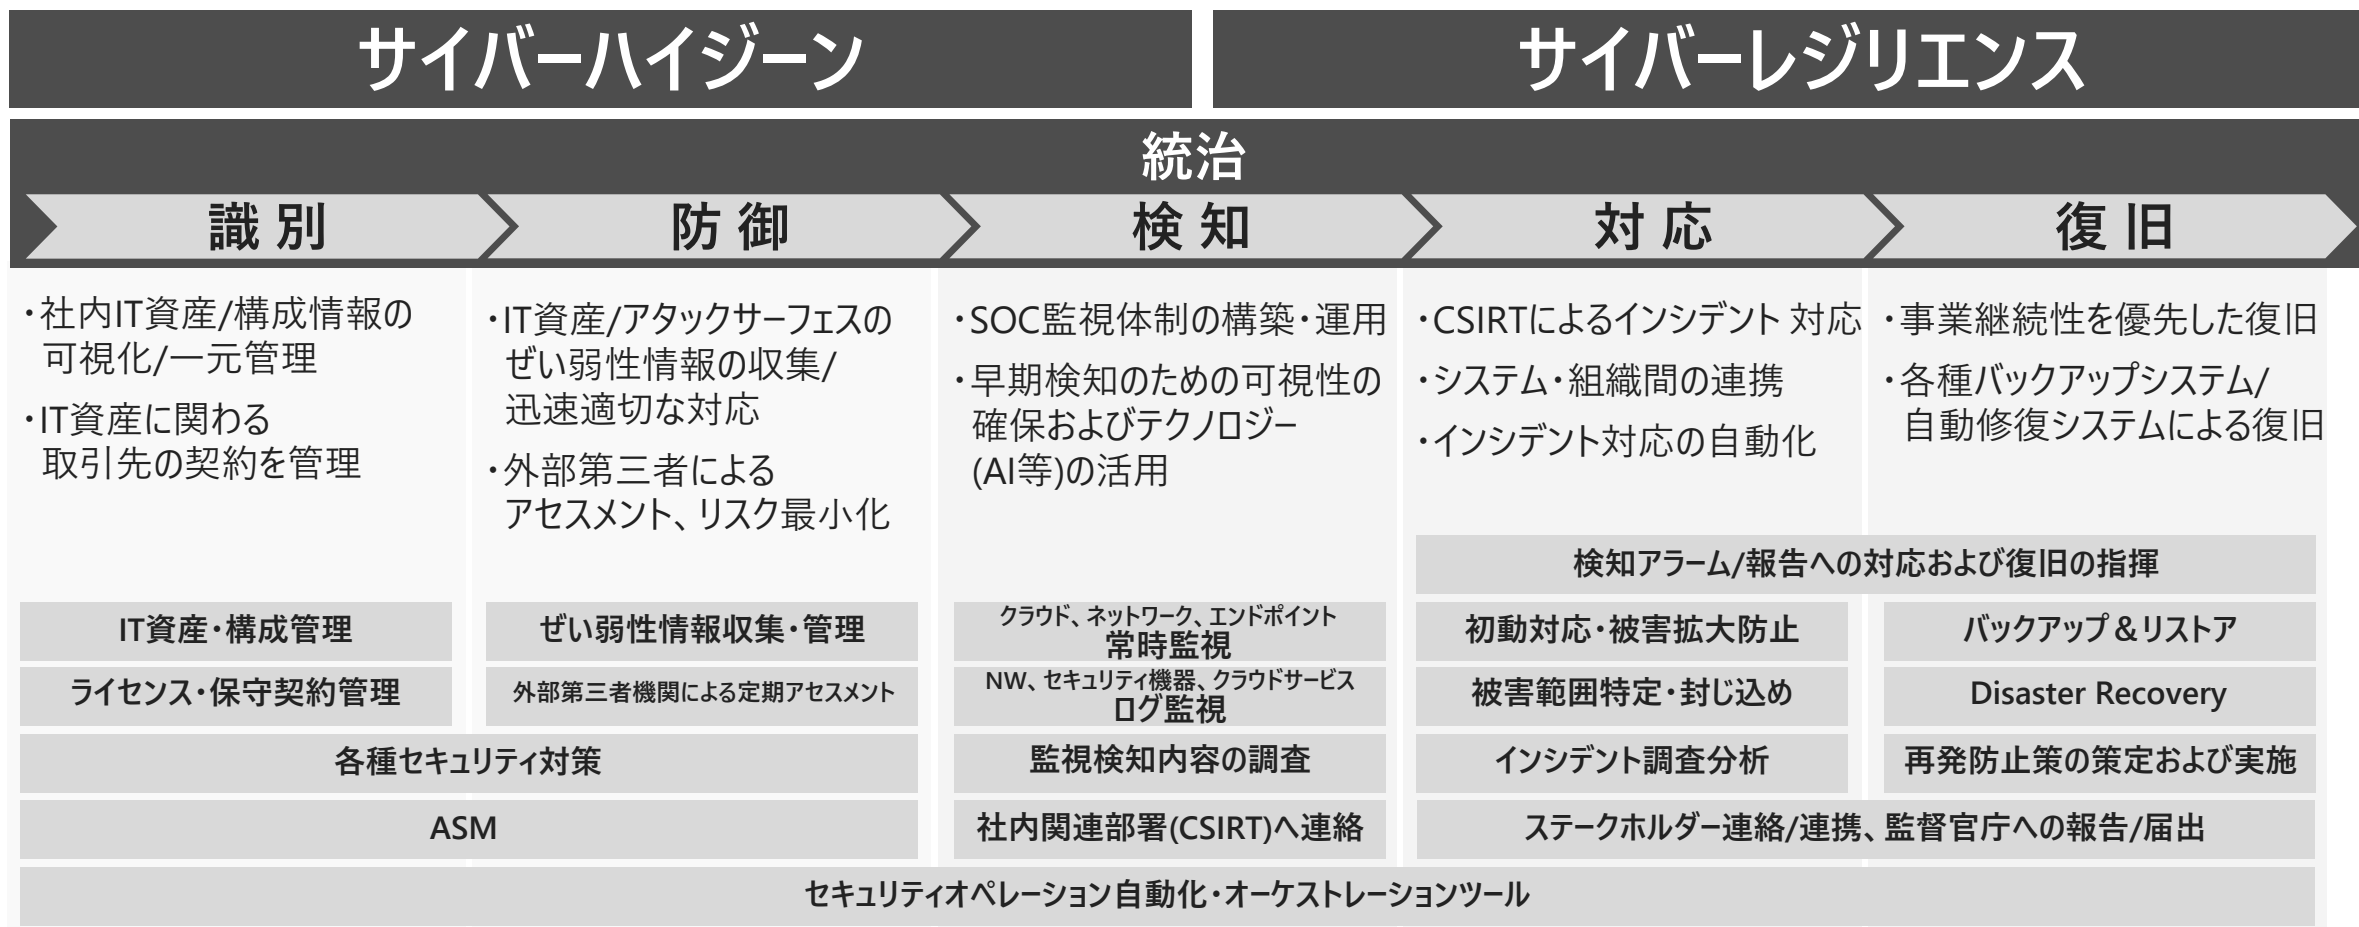 サイバーハイジーン
サイバーレジリエンス
統治
識別
防御
検知
対応
復旧
・社内IT資産/構成情報の
可視化/一元管理
・IT資産に関わる
取引先の契約を管理
・IT資産/アタックサーフェスの
ぜい弱性情報の収集/
迅速適切な対応
・外部第三者による
アセスメント、リスク最小化
・SOC監視体制の構築・運用
・早期検知のための可視性の
確保およびテクノロジー
(AI等)の活用
・CSIRTによるインシデント 対応
・システム・組織間の連携
・インシデント対応の自動化
・事業継続性を優先した復旧
・各種バックアップシステム/
自動修復システムによる復旧
検知アラーム/報告への対応および復旧の指揮
IT資産・構成管理
ぜい弱性情報収集・管理
クラウド、ネットワーク、エンドポイント
常時監視
初動対応・被害拡大防止
バックアップ＆リストア
ライセンス・保守契約管理
外部第三者機関による定期アセスメント
NW、セキュリティ機器、クラウドサービス
ログ監視
被害範囲特定・封じ込め
Disaster Recovery
各種セキュリティ対策
監視検知内容の調査
インシデント調査分析
再発防止策の策定および実施
ASM
社内関連部署(CSIRT)へ連絡
ステークホルダー連絡/連携、監督官庁への報告/届出
セキュリティオペレーション自動化・オーケストレーションツール